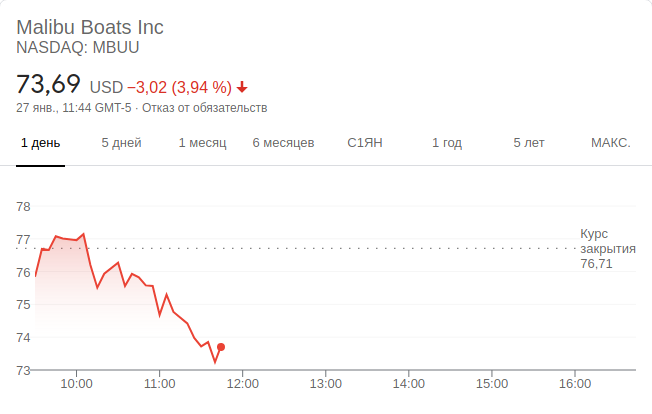 Malibu Boats Inc
NASDAQ: MBUU
73,69 USD −3,02 (3,94 %)
27 янв., 11:44 GMT-5 · Отказ от обязательств
1 день 5 дней 1 месяц 6 месяцев С1ЯН 1 год 5 лет МАКС.
78
77
76
75
74
73
Курс
закрытия
76,71
10:00 11:00 12:00 13:00 14:00 15:00 16:00